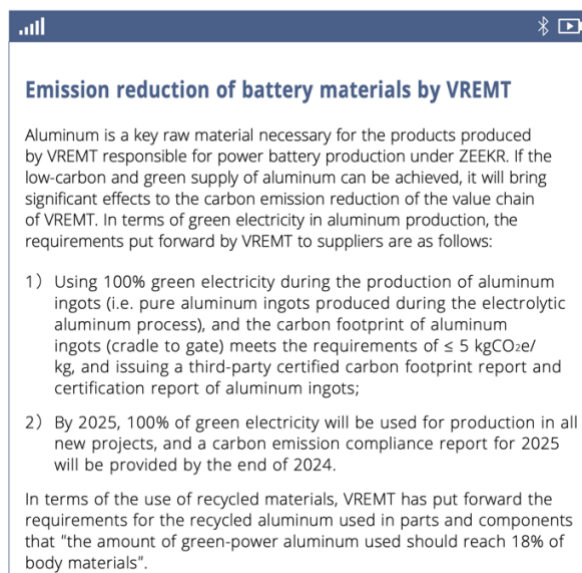 Emission reduction of battery materials by VREMT
Aluminum is a key raw material necessary for the products produced
by VREMT responsible for power battery production under ZEEKR. If the
low-carbon and green supply of aluminum can be achieved, it will bring
significant effects to the carbon emission reduction of the value chain
of VREMT. In terms of green electricity in aluminum production, the
requirements put forward by VREMT to suppliers are as follows:
1) Using 100% green electricity during the production of aluminum
ingots (i.e. pure aluminum ingots produced during the electrolytic
aluminum process), and the carbon footprint of aluminum
ingots (cradle to gate) meets the requirements of ≤ 5 kgCO₂e/
kg, and issuing a third-party certified carbon footprint report and
certification report of aluminum ingots;
2) By 2025, 100% of green electricity will be used for production in all
new projects, and a carbon emission compliance report for 2025
will be provided by the end of 2024.
In terms of the use of recycled materials, VREMT has put forward the
requirements for the recycled aluminum used in parts and components
that "the amount of green-power aluminum used should reach 18% of
body materials".